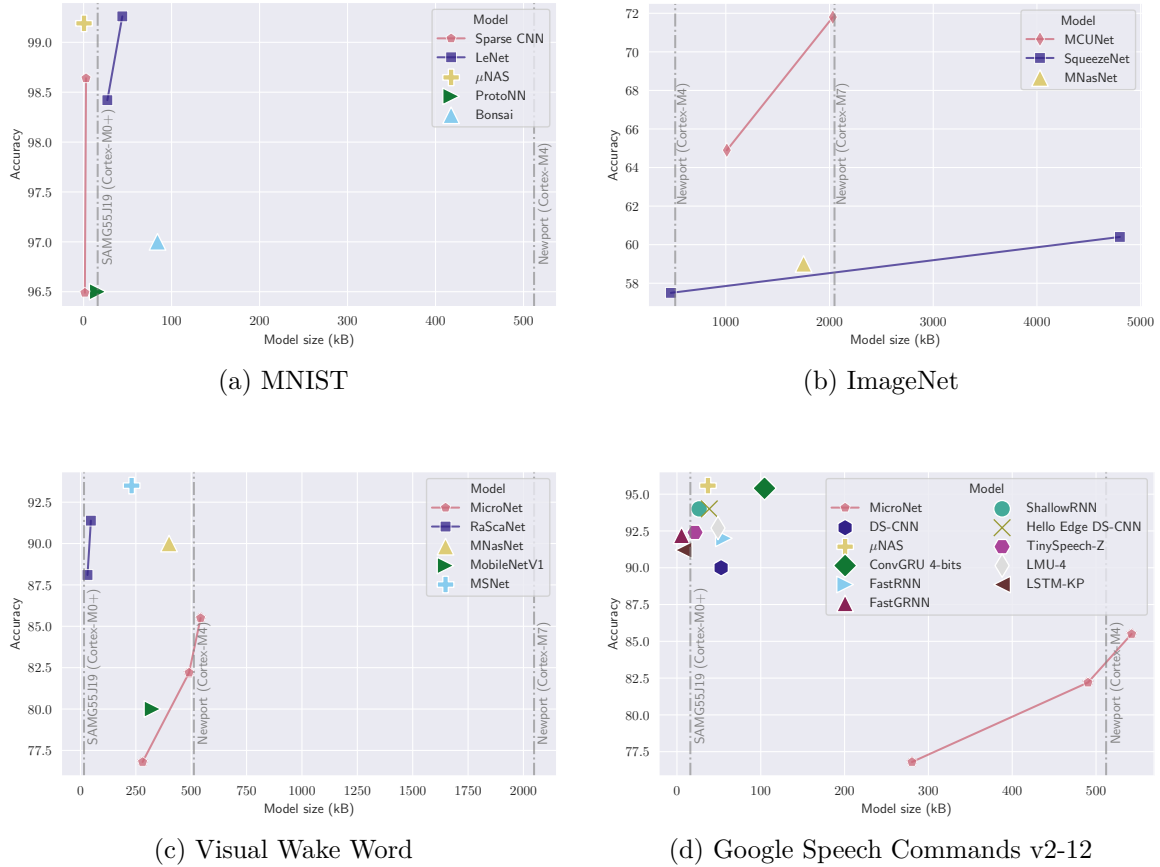 99.0
98.5
98.0
97.5
97.0
96.5
Accuracy
0
100
200
300
400
500
Model size (kB)
SAMG55J19 (Cortex-M0+)
Newport (Cortex-M4)
Model
Sparse CNN
LeNet
μNAS
ProtoNN
Bonsai
(a) MNIST
72
70
68
66
64
62
60
58
Accuracy
1000
2000
3000
4000
5000
Model size (kB)
Newport (Cortex-M4)
Newport (Cortex-M7)
Model
MCUNet
SqueezeNet
MNasNet
(b) ImageNet
92.5
90.0
87.5
85.0
82.5
80.0
77.5
Accuracy
0
250
500
750
1000
1250
1500
1750
2000
Model size (kB)
SAMG55J19 (Cortex-M0+)
Newport (Cortex-M4)
Newport (Cortex-M7)
Model
MicroNet
RaScaNet
MNasNet
MobileNetV1
MSNet
(c) Visual Wake Word
95.0
92.5
90.0
87.5
85.0
82.5
80.0
77.5
Accuracy
0
100
200
300
400
500
Model size (kB)
SAMG55J19 (Cortex-M0+)
Newport (Cortex-M4)
Model
MicroNet
DS-CNN
μNAS
ConvGRU 4-bits
FastRNN
FastGRNN
ShallowRNN
Hello Edge DS-CNN
TinySpeech-Z
LMU-4
LSTM-KP
(d) Google Speech Commands v2-12